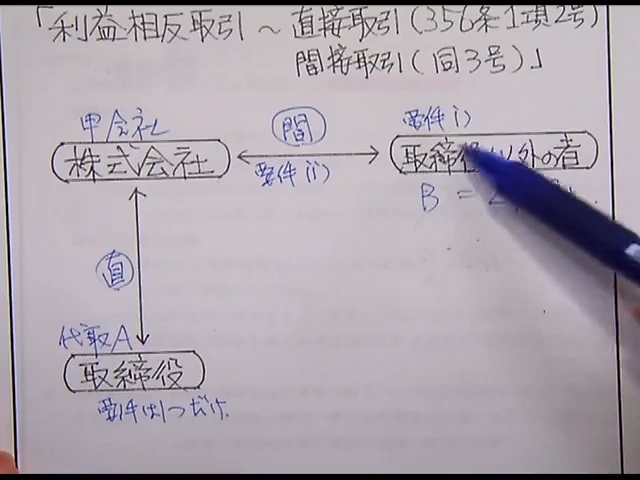 「利益相反取引〜直接取引(356条1項2号)
間接取引(同3号)」
甲会社
間
要件ⅰ)
株式会社
要件ⅱ)
取締役以外の者
B =
直
代取A
取締役
要件は1つだけ